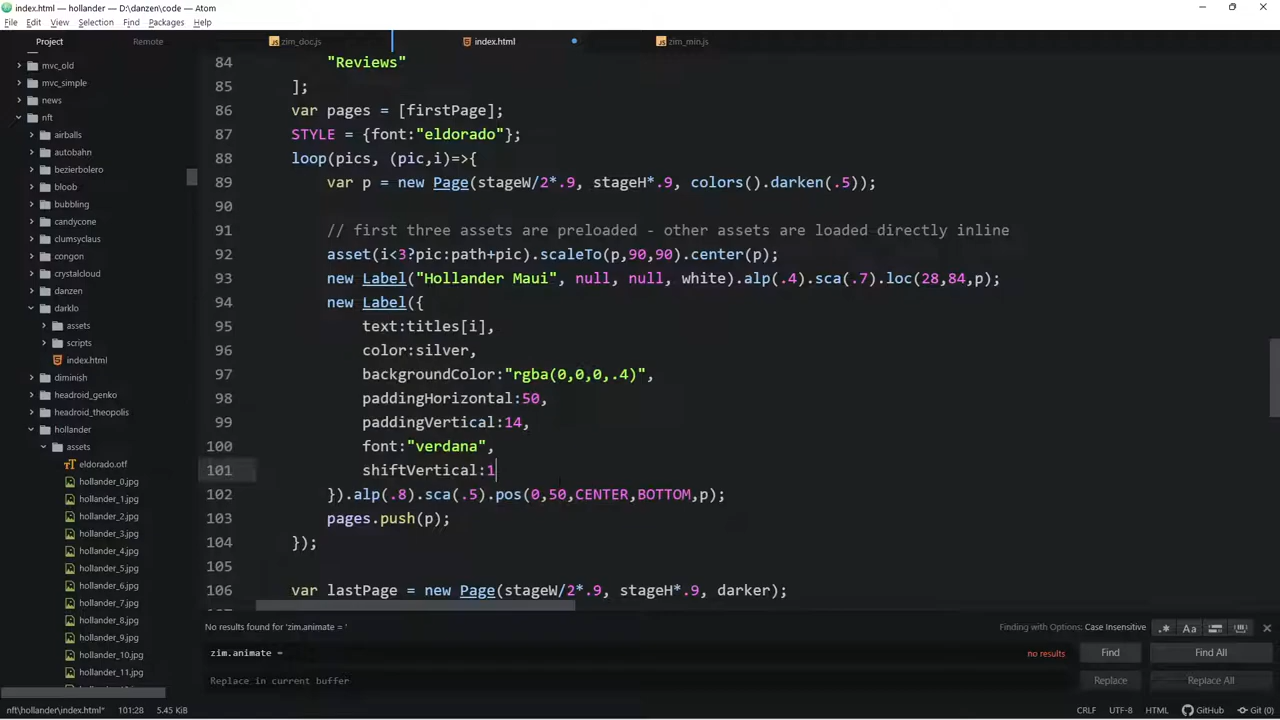 index.html — hollander — D:\danzen\code — Atom
File Edit View Selection Find Packages Help
Project Remote zim_doc.js index.html zim_min.js
mvc_old
mvc_simple
news
nft
airballs
autobahn
bezierbolero
bloob
bubbling
candycone
clumsyclaus
congon
crystalcloud
danzen
darklo
assets
scripts
index.html
diminish
headroid_genko
headroid_theopolis
hollander
assets
eldorado.otf
hollander_0.jpg
hollander_1.jpg
hollander_2.jpg
hollander_3.jpg
hollander_4.jpg
hollander_5.jpg
hollander_6.jpg
hollander_7.jpg
hollander_8.jpg
hollander_9.jpg
hollander_10.jpg
hollander_11.jpg
84 "Reviews"
85 ];
86 var pages = [firstPage];
87 STYLE = {font:"eldorado"};
88 loop(pics, (pic,i)=>{
89 var p = new Page(stageW/2*.9, stageH*.9, colors().darken(.5));
90
91 // first three assets are preloaded - other assets are loaded directly inline
92 asset(i<3?pic:path+pic).scaleTo(p,90,90).center(p);
93 new Label("Hollander Maui", null, null, white).alp(.4).sca(.7).loc(28,84,p);
94 new Label({
95 text:titles[i],
96 color:silver,
97 backgroundColor:"rgba(0,0,0,.4)",
98 paddingHorizontal:50,
99 paddingVertical:14,
100 font:"verdana",
101 shiftVertical:1
102 }).alp(.8).sca(.5).pos(0,50,CENTER,BOTTOM,p);
103 pages.push(p);
104 });
105
106 var lastPage = new Page(stageW/2*.9, stageH*.9, darker);
No results found for 'zim.animate = ' Finding with Options: Case Insensitive .* Aa
zim.animate = no results Find Find All
Replace in current buffer Replace Replace All
nft\hollander\index.html* 101:28 5.45 KiB CRLF UTF-8 HTML GitHub Git (0)